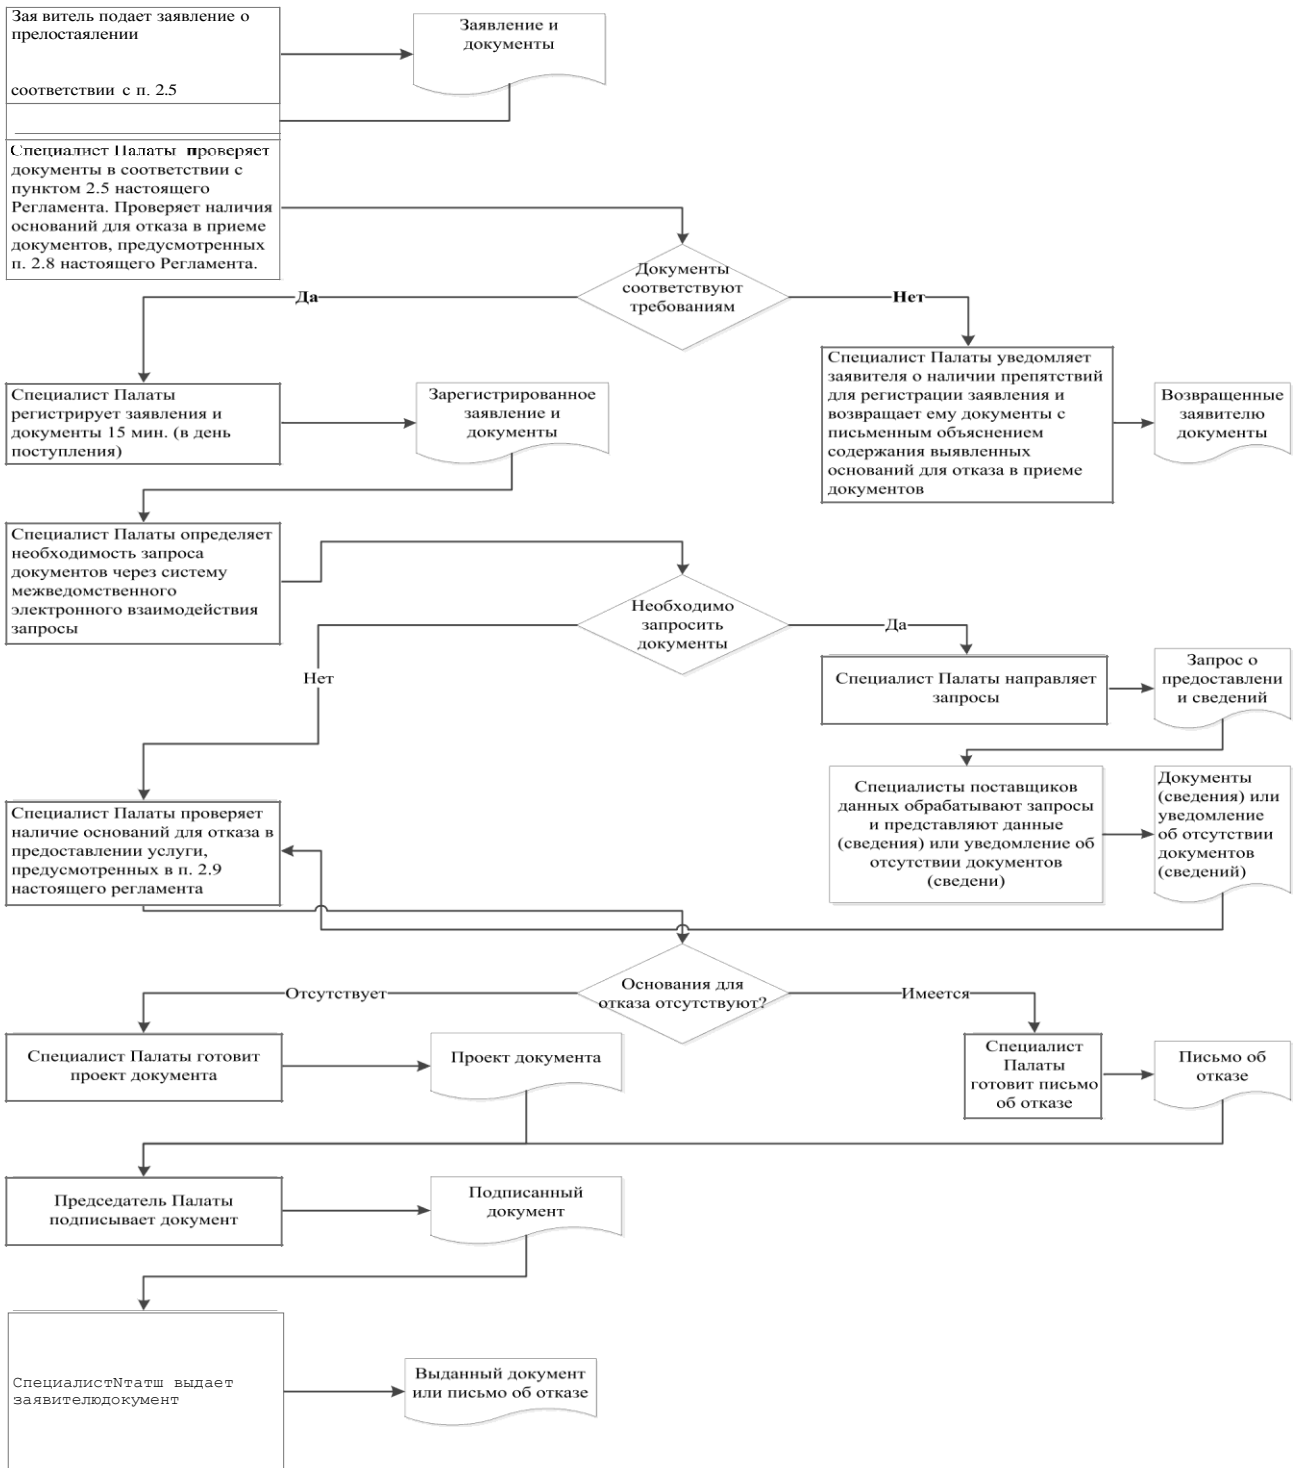 Зая витель подает заявление о
прелостаялении
соответствии с п. 2.5
Заявление и
документы
Специалист Палаты проверяет
документы в соответствии с
пунктом 2.5 настоящего
Регламента. Проверяет наличия
оснований для отказа в приеме
документов, предусмотренных
п. 2.8 настоящего Регламента.
Документы
соответствуют
требованиям
Да
Нет
Специалист Палаты
регистрирует заявления и
документы 15 мин. (в день
поступления)
Зарегистрированное
заявление и
документы
Специалист Палаты уведомляет
заявителя о наличии препятствий
для регистрации заявления и
возвращает ему документы с
письменным объяснением
содержания выявленных
оснований для отказа в приеме
документов
Возвращенные
заявителю
документы
Специалист Палаты определяет
необходимость запроса
документов через систему
межведомственного
электронного взаимодействия
запросы
Необходимо
запросить
документы
Да
Нет
Специалист Палаты направляет
запросы
Запрос о
предоставлени
и сведений
Специалист Палаты проверяет
наличие оснований для отказа в
предоставлении услуги,
предусмотренных в п. 2.9
настоящего регламента
Специалисты поставщиков
данных обрабатывают запросы
и представляют данные
(сведения) или уведомление об
отсутствии документов
(сведени)
Документы
(сведения) или
уведомление
об отсутствии
документов
(сведений)
Основания для
отказа отсутствуют?
Отсутствует
Имеется
Специалист Палаты готовит
проект документа
Проект документа
Специалист
Палаты
готовит письмо
об отказе
Письмо об
отказе
Председатель Палаты
подписывает документ
Подписанный
документ
СпециалистNтатш выдает
заявителюдокумент
Выданный документ
или письмо об отказе